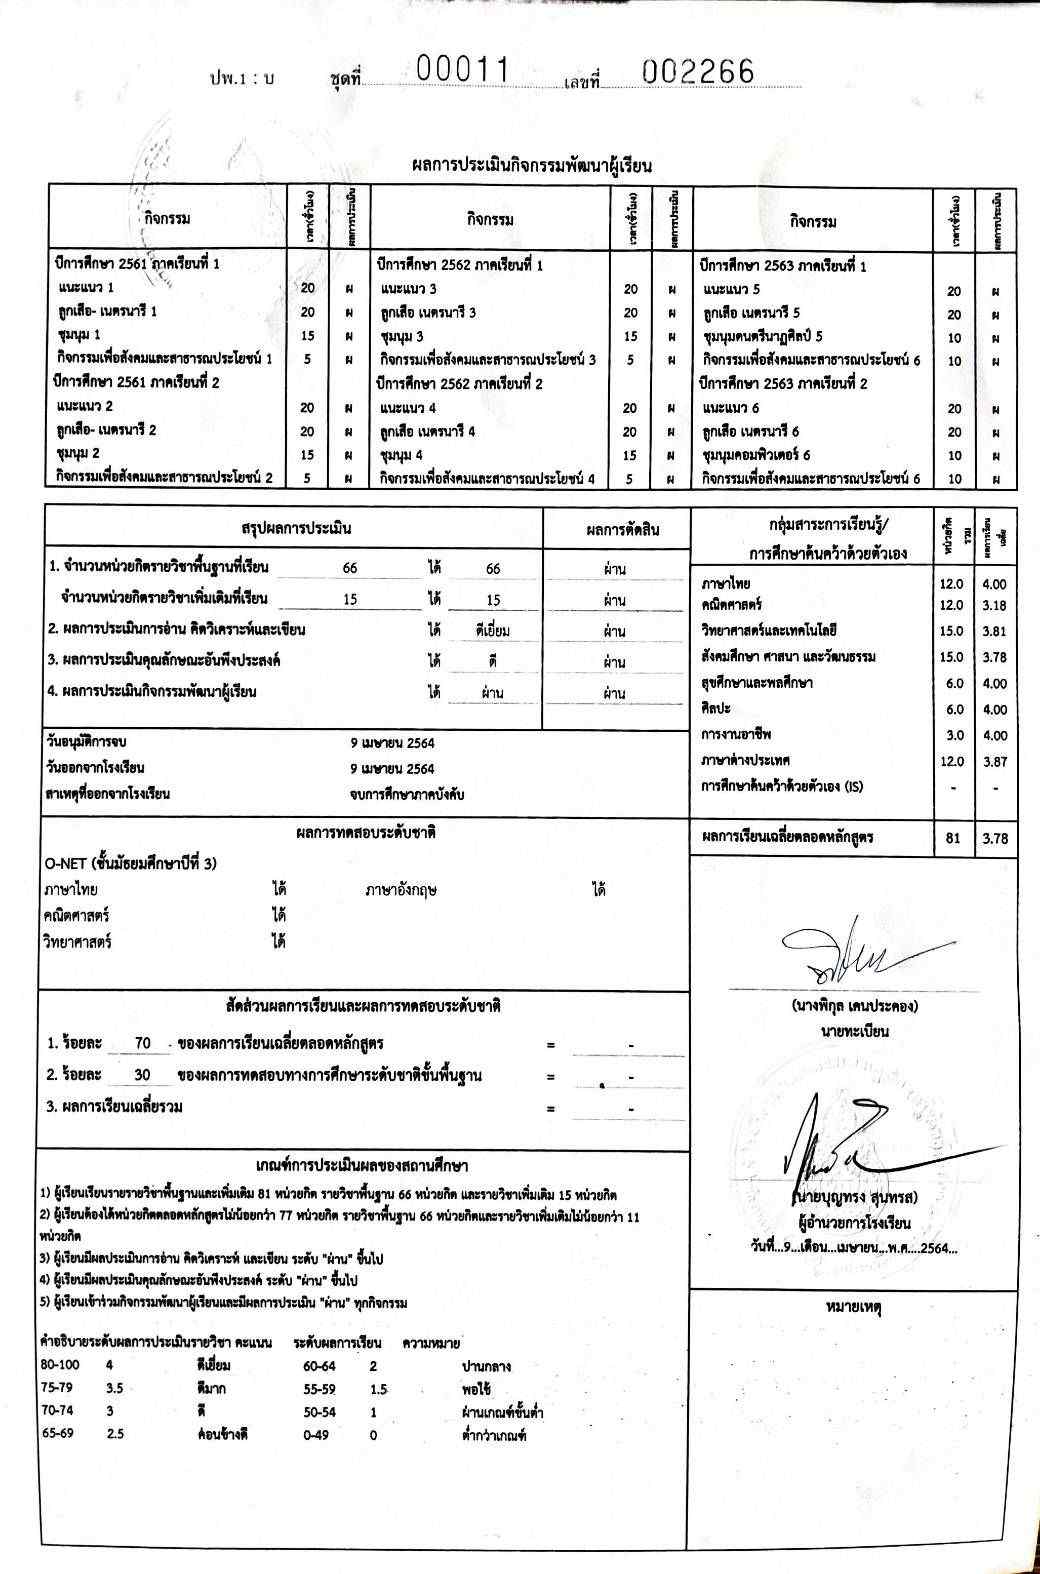 ปพ.1 : บ ชุดที่ 00011 เลขที่ 002266
ผลการประเมินกิจกรรมพัฒนาผู้เรียน
กิจกรรม เวลา(ชั่วโมง) ผลการประเมิน กิจกรรม เวลา(ชั่วโมง) ผลการประเมิน กิจกรรม เวลา(ชั่วโมง) ผลการประเมิน
ปีการศึกษา 2561 ภาคเรียนที่ 1 ปีการศึกษา 2562 ภาคเรียนที่ 1 ปีการศึกษา 2563 ภาคเรียนที่ 1
แนะแนว 1 20 ผ แนะแนว 3 20 ผ แนะแนว 5 20 ผ
ลูกเสือ- เนตรนารี 1 20 ผ ลูกเสือ เนตรนารี 3 20 ผ ลูกเสือ เนตรนารี 5 20 ผ
ชุมนุม 1 15 ผ ชุมนุม 3 15 ผ ชุมนุมดนตรีนาฏศิลป์ 5 10 ผ
กิจกรรมเพื่อสังคมและสาธารณประโยชน์ 1 5 ผ กิจกรรมเพื่อสังคมและสาธารณประโยชน์ 3 5 ผ กิจกรรมเพื่อสังคมและสาธารณประโยชน์ 6 10 ผ
ปีการศึกษา 2561 ภาคเรียนที่ 2 ปีการศึกษา 2562 ภาคเรียนที่ 2 ปีการศึกษา 2563 ภาคเรียนที่ 2
แนะแนว 2 20 ผ แนะแนว 4 20 ผ แนะแนว 6 20 ผ
ลูกเสือ- เนตรนารี 2 20 ผ ลูกเสือ เนตรนารี 4 20 ผ ลูกเสือ เนตรนารี 6 20 ผ
ชุมนุม 2 15 ผ ชุมนุม 4 15 ผ ชุมนุมคอมพิวเตอร์ 6 10 ผ
กิจกรรมเพื่อสังคมและสาธารณประโยชน์ 2 5 ผ กิจกรรมเพื่อสังคมและสาธารณประโยชน์ 4 5 ผ กิจกรรมเพื่อสังคมและสาธารณประโยชน์ 6 10 ผ
สรุปผลการประเมิน ผลการตัดสิน
1. จำนวนหน่วยกิตรายวิชาพื้นฐานที่เรียน 66 ได้ 66 ผ่าน
จำนวนหน่วยกิตรายวิชาเพิ่มเติมที่เรียน 15 ได้ 15 ผ่าน
2. ผลการประเมินการอ่าน คิดวิเคราะห์และเขียน ได้ ดีเยี่ยม ผ่าน
3. ผลการประเมินคุณลักษณะอันพึงประสงค์ ได้ ดี ผ่าน
4. ผลการประเมินกิจกรรมพัฒนาผู้เรียน ได้ ผ่าน ผ่าน
วันอนุมัติการจบ 9 เมษายน 2564
วันออกจากโรงเรียน 9 เมษายน 2564
สาเหตุที่ออกจากโรงเรียน จบการศึกษาภาคบังคับ
ผลการทดสอบระดับชาติ
O-NET (ชั้นมัธยมศึกษาปีที่ 3)
ภาษาไทย ได้ ภาษาอังกฤษ ได้
คณิตศาสตร์ ได้
วิทยาศาสตร์ ได้
สัดส่วนผลการเรียนและผลการทดสอบระดับชาติ
1. ร้อยละ 70 ของผลการเรียนเฉลี่ยตลอดหลักสูตร = -
2. ร้อยละ 30 ของผลการทดสอบทางการศึกษาระดับชาติขั้นพื้นฐาน = -
3. ผลการเรียนเฉลี่ยรวม = -
เกณฑ์การประเมินผลของสถานศึกษา
1) ผู้เรียนเรียนรายรายวิชาพื้นฐานและเพิ่มเติม 81 หน่วยกิต รายวิชาพื้นฐาน 66 หน่วยกิต และรายวิชาเพิ่มเติม 15 หน่วยกิต
2) ผู้เรียนต้องได้หน่วยกิตตลอดหลักสูตรไม่น้อยกว่า 77 หน่วยกิต รายวิชาพื้นฐาน 66 หน่วยกิตและรายวิชาเพิ่มเติมไม่น้อยกว่า 11
หน่วยกิต
3) ผู้เรียนมีผลประเมินการอ่าน คิดวิเคราะห์ และเขียน ระดับ "ผ่าน" ขึ้นไป
4) ผู้เรียนมีผลประเมินคุณลักษณะอันพึงประสงค์ ระดับ "ผ่าน" ขึ้นไป
5) ผู้เรียนเข้าร่วมกิจกรรมพัฒนาผู้เรียนและมีผลการประเมิน "ผ่าน" ทุกกิจกรรม
คำอธิบายระดับผลการประเมินรายวิชา คะแนน ระดับผลการเรียน ความหมาย
80-100 4 ดีเยี่ยม 60-64 2 ปานกลาง
75-79 3.5 ดีมาก 55-59 1.5 พอใช้
70-74 3 ดี 50-54 1 ผ่านเกณฑ์ขั้นต่ำ
65-69 2.5 ค่อนข้างดี 0-49 0 ต่ำกว่าเกณฑ์
กลุ่มสาระการเรียนรู้/ หน่วยกิตรวม ผลการเรียนเฉลี่ย
การศึกษาค้นคว้าด้วยตัวเอง
ภาษาไทย 12.0 4.00
คณิตศาสตร์ 12.0 3.18
วิทยาศาสตร์และเทคโนโลยี 15.0 3.81
สังคมศึกษา ศาสนา และวัฒนธรรม 15.0 3.78
สุขศึกษาและพลศึกษา 6.0 4.00
ศิลปะ 6.0 4.00
การงานอาชีพ 3.0 4.00
ภาษาต่างประเทศ 12.0 3.87
การศึกษาค้นคว้าด้วยตัวเอง (IS) - -
ผลการเรียนเฉลี่ยตลอดหลักสูตร 81 3.78
(นางพิกุล เคนประคอง)
นายทะเบียน
(นายบุญทรง สุนทรส)
ผู้อำนวยการโรงเรียน
วันที่...9...เดือน...เมษายน...พ.ศ....2564...
หมายเหตุ